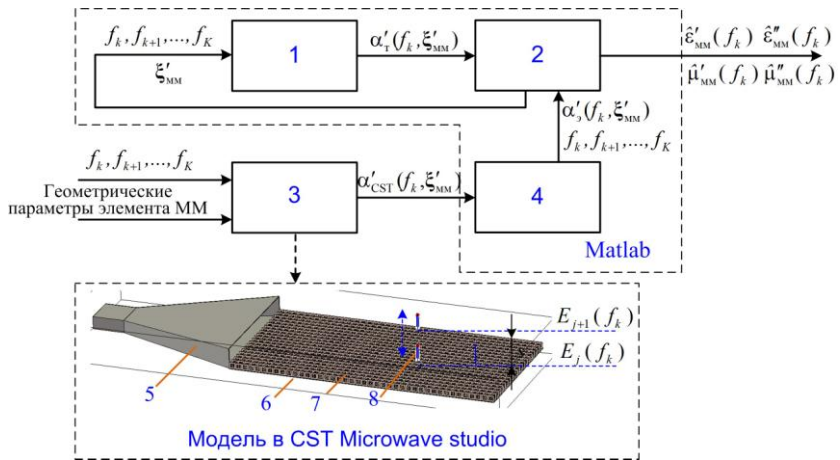 f_k, f_{k+1},..., f_K
ξ'_мм
1
α'_т(f_k, ξ'_мм)
2
ε̂'_мм(f_k) ε̂''_мм(f_k)
μ̂'_мм(f_k) μ̂''_мм(f_k)
α'_э(f_k, ξ'_мм)
f_k, f_{k+1},..., f_K
f_k, f_{k+1},..., f_K
Геометрические
параметры элемента ММ
3
α'_CST(f_k, ξ'_мм)
4
Matlab
E_{j+1}(f_k)
E_j(f_k)
5
6
7
8
Модель в CST Microwave studio